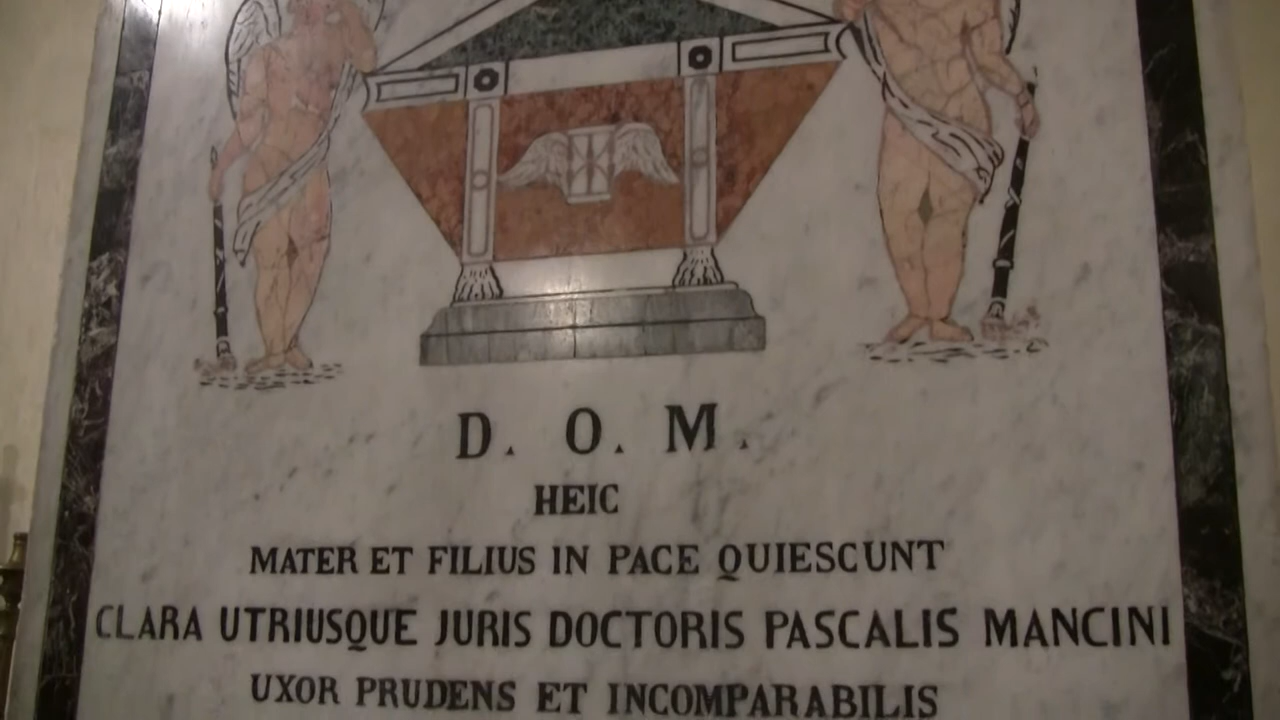 D. O. M.
HEIC
MATER ET FILIUS IN PACE QUIESCUNT
CLARA UTRIUSQUE JURIS DOCTORIS PASCALIS MANCINI
UXOR PRUDENS ET INCOMPARABILIS